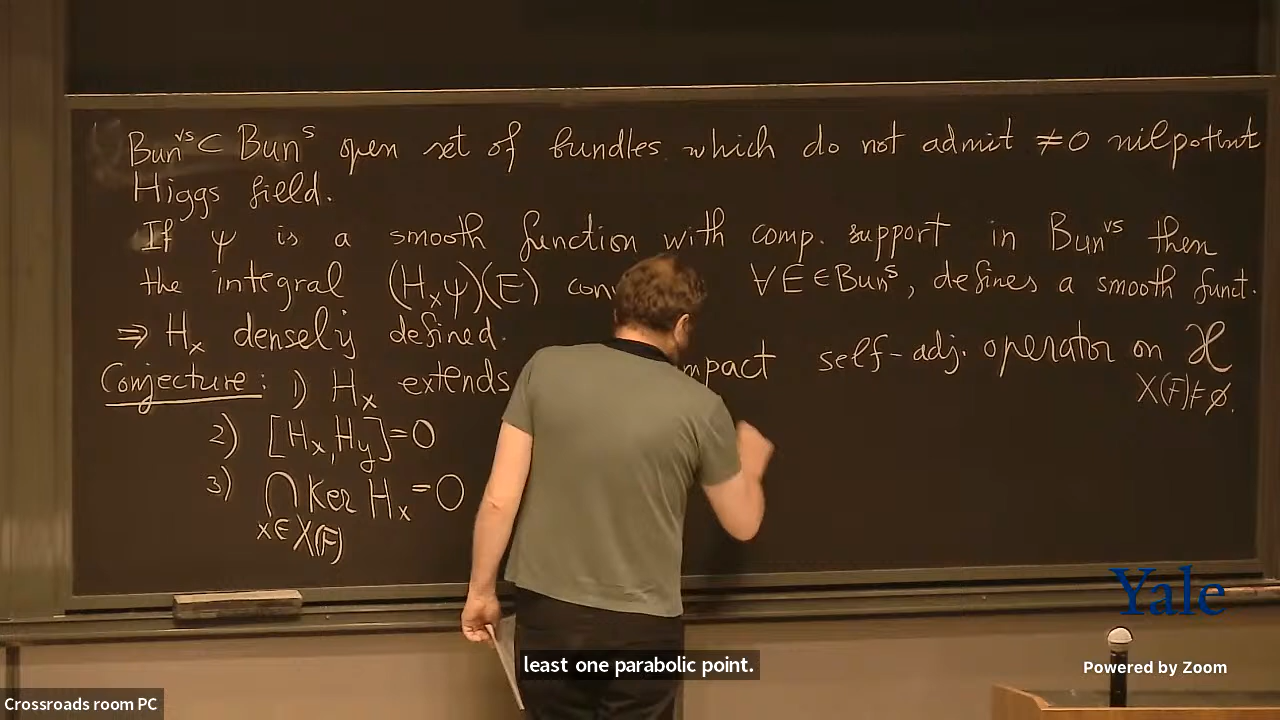 Bun^vs ⊂ Bun^s open set of bundles which do not admit ≠0 nilpotent
Higgs field.
If ψ is a smooth function with comp. support in Bun^vs then
the integral (H_x ψ)(E) con ∀E∈Bun^s, defines a smooth funct.
⇒ H_x densely defined.
Conjecture: 1) H_x extends mpact self-adj. operator on ℋ
X(F)≠∅.
2) [H_x, H_y]=0
3) ∩ Ker H_x =0
x∈X(F)
Yale
least one parabolic point.
Powered by Zoom
Crossroads room PC